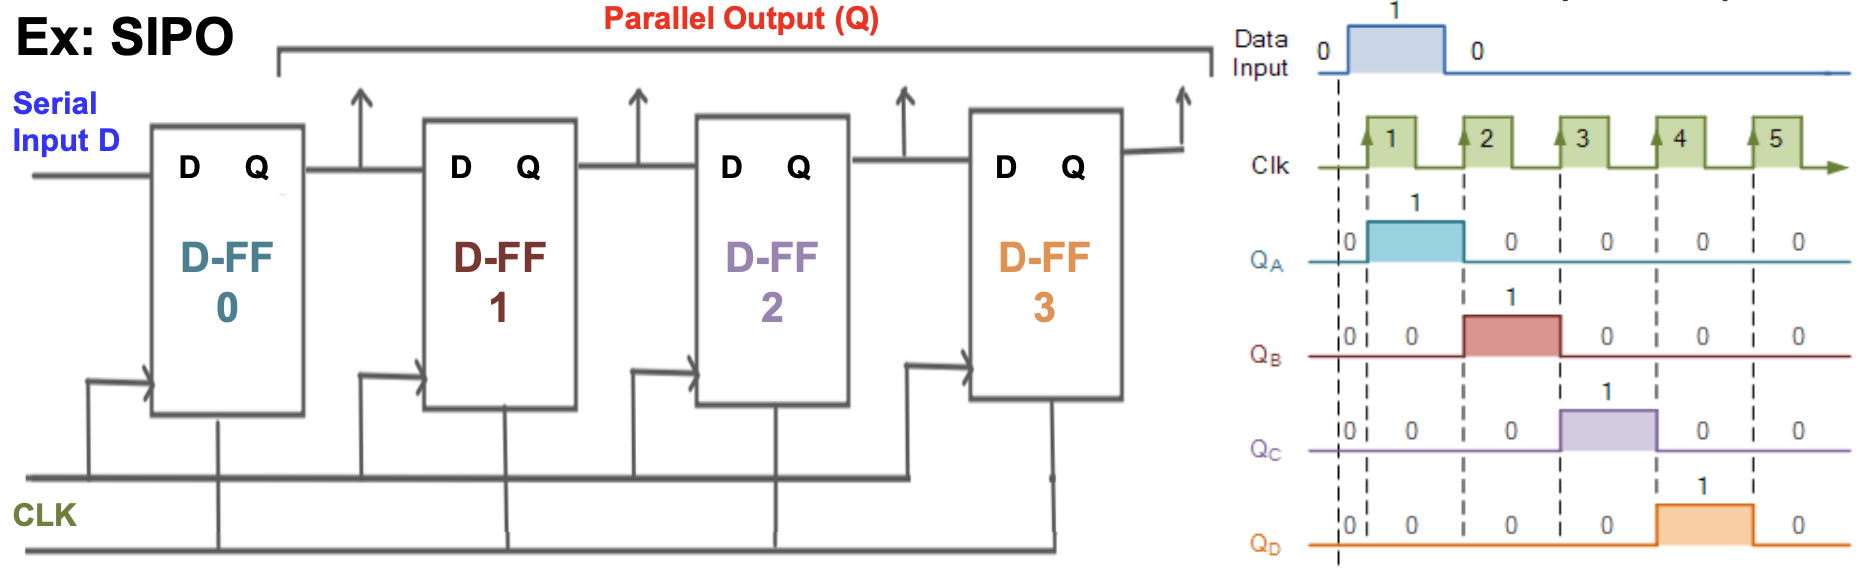 Ex: SIPO
Parallel Output (Q)
Serial
Input D
D Q
D-FF
0
D Q
D-FF
1
D Q
D-FF
2
D Q
D-FF
3
CLK
Data
Input
0 1 0
Clk
1 2 3 4 5
QA
0 1 0 0 0 0
QB
0 0 1 0 0 0
QC
0 0 0 1 0 0
QD
0 0 0 0 1 0